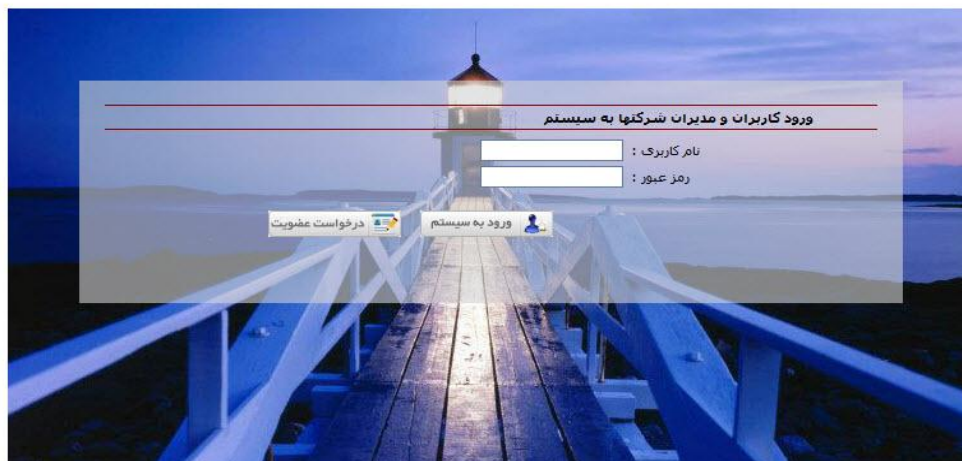 ورود کاربران و مدیران شرکتها به سیستم
نام کاربری :
رمز عبور :
ورود به سیستم
درخواست عضویت